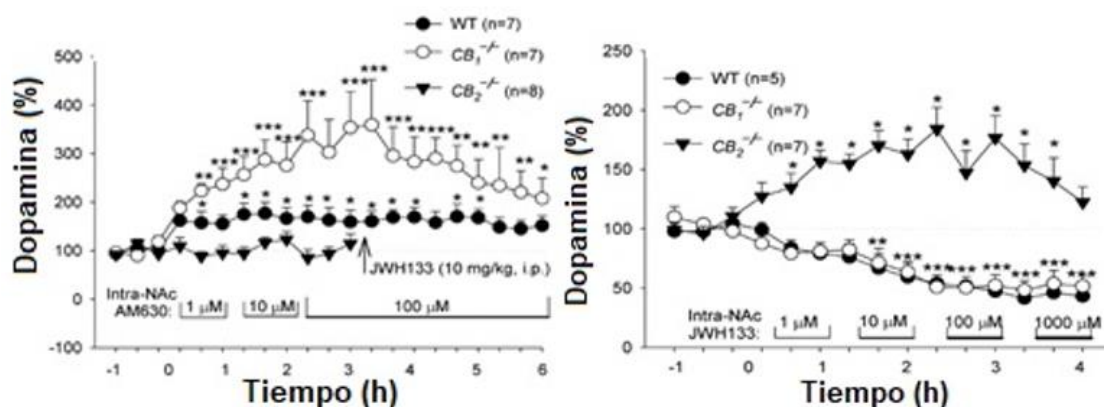 WT (n=7)
CB₁⁻/⁻ (n=7)
CB₂⁻/⁻ (n=8)
Dopamina (%)
500
400
300
200
100
0
-100
*** *** *** *** *** *** *** ** *** *** ** *** *** ** ** ** ** *
* * * * * * * * * * * *
JWH133 (10 mg/kg, i.p.)
Intra-NAc
AM630:
1 µM
10 µM
100 µM
-1 0 1 2 3 4 5 6
Tiempo (h)
WT (n=5)
CB₁⁻/⁻ (n=7)
CB₂⁻/⁻ (n=7)
Dopamina (%)
250
200
150
100
50
0
* * * * * * * * * *
** *** *** *** *** *** *** ***
Intra-NAc
JWH133:
1 µM
10 µM
100 µM
1000 µM
-1 0 1 2 3 4
Tiempo (h)